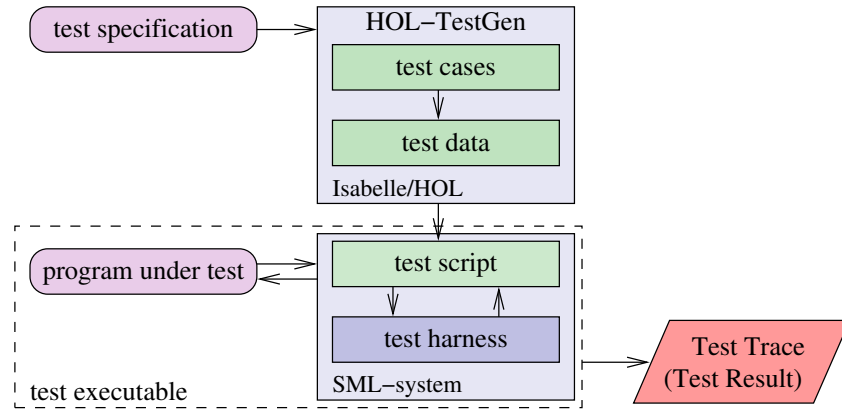 test specification
HOL−TestGen
test cases
test data
Isabelle/HOL
program under test
test script
test harness
SML−system
test executable
Test Trace
(Test Result)